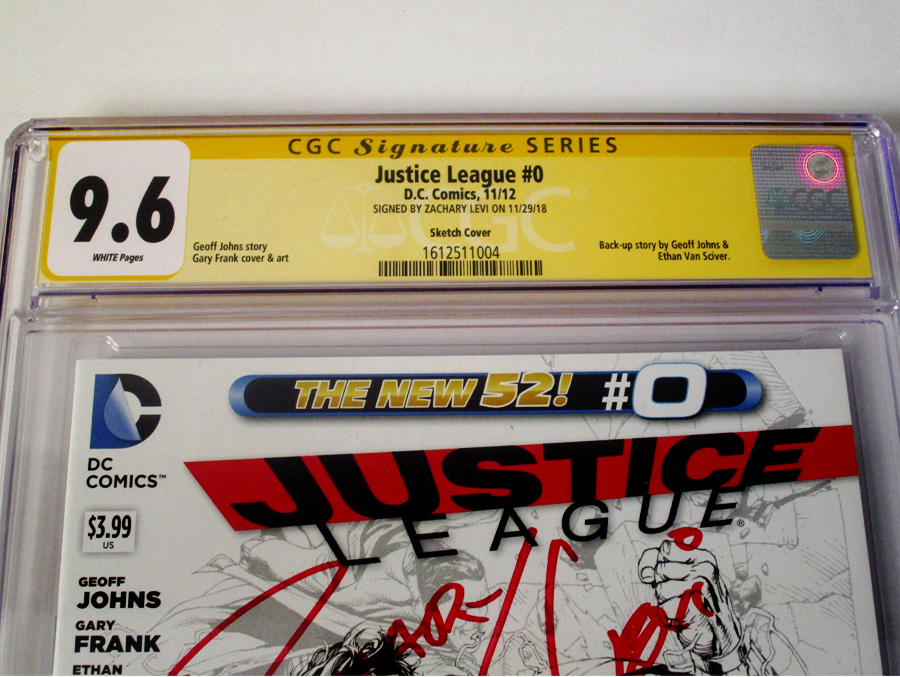 CGC Signature SERIES
Justice League #0
D.C. Comics, 11/12
SIGNED BY ZACHARY LEVI ON 11/29/18
Sketch Cover
1612511004
9.6
WHITE Pages
Geoff Johns story
Gary Frank cover & art
Back-up story by Geoff Johns &
Ethan Van Sciver.
CGC
CGC
THE NEW 52! #0
DC
COMICS™
JUSTICE
LEAGUE®
$3.99
US
GEOFF
JOHNS
GARY
FRANK
ETHAN